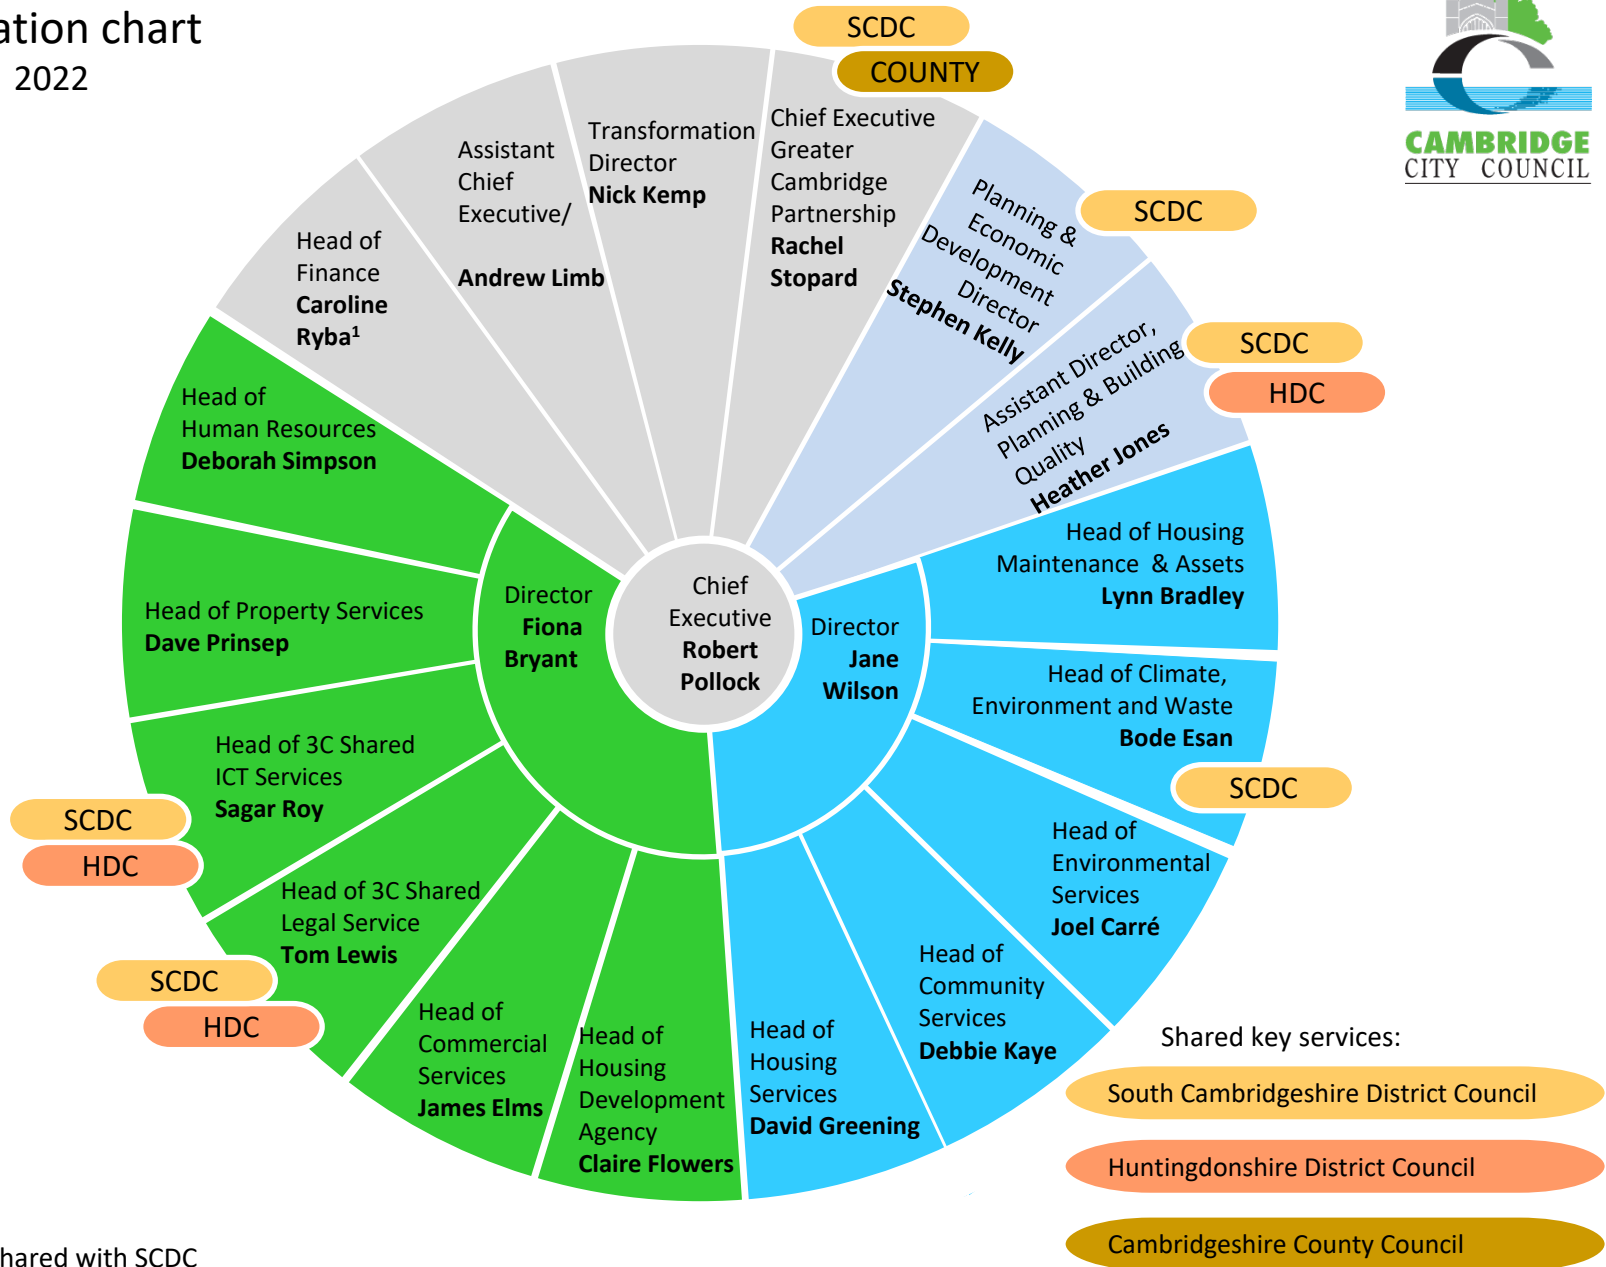 ation chart
2022
SCDC
COUNTY
CAMBRIDGE
CITY COUNCIL
Head of
Finance
Caroline
Ryba¹
Assistant
Chief
Executive/
Andrew Limb
Transformation
Director
Nick Kemp
Chief Executive
Greater
Cambridge
Partnership
Rachel
Stopard
Planning &
Economic
Development
Director
Stephen Kelly
SCDC
Assistant Director,
Planning & Building
Quality
Heather Jones
SCDC
HDC
Head of
Human Resources
Deborah Simpson
Head of Property Services
Dave Prinsep
Director
Fiona
Bryant
Chief
Executive
Robert
Pollock
Director
Jane
Wilson
Head of Housing
Maintenance & Assets
Lynn Bradley
Head of Climate,
Environment and Waste
Bode Esan
SCDC
Head of 3C Shared
ICT Services
Sagar Roy
SCDC
HDC
Head of 3C Shared
Legal Service
Tom Lewis
SCDC
HDC
Head of
Commercial
Services
James Elms
Head of
Housing
Development
Agency
Claire Flowers
Head of
Housing
Services
David Greening
Head of
Community
Services
Debbie Kaye
Head of
Environmental
Services
Joel Carré
Shared key services:
South Cambridgeshire District Council
Huntingdonshire District Council
Cambridgeshire County Council
hared with SCDC